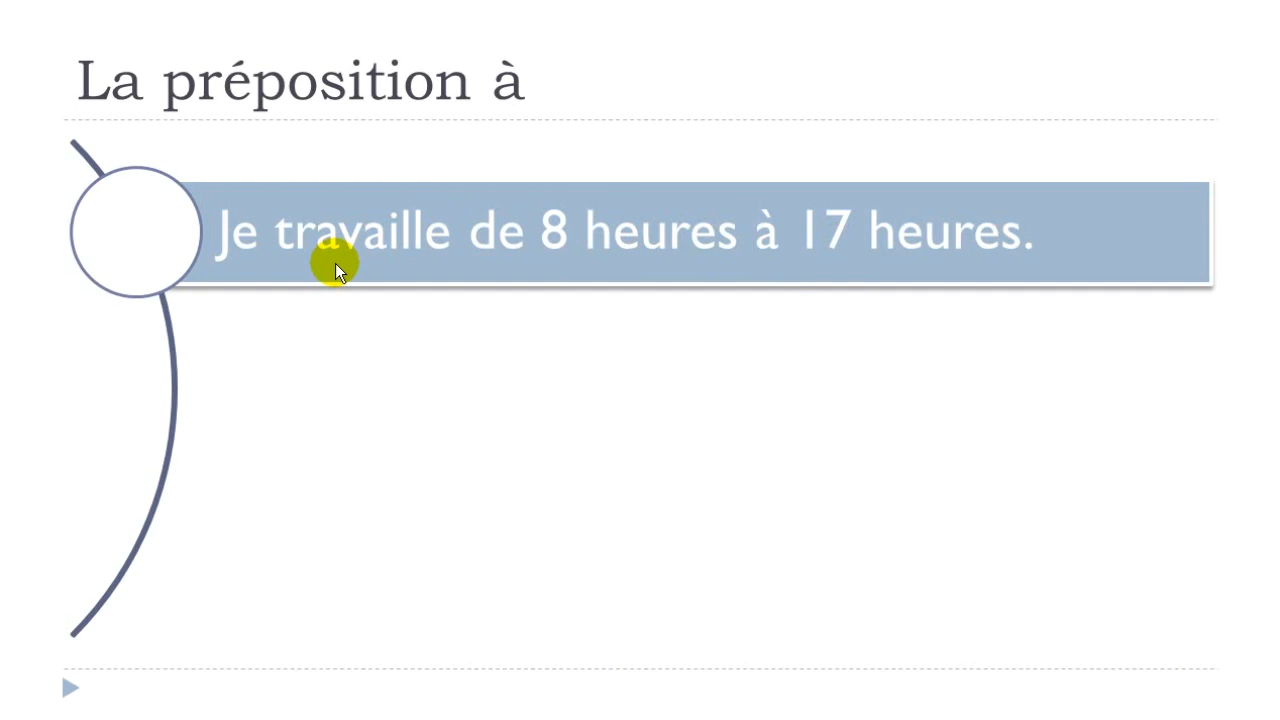 La préposition à
Je travaille de 8 heures à 17 heures.